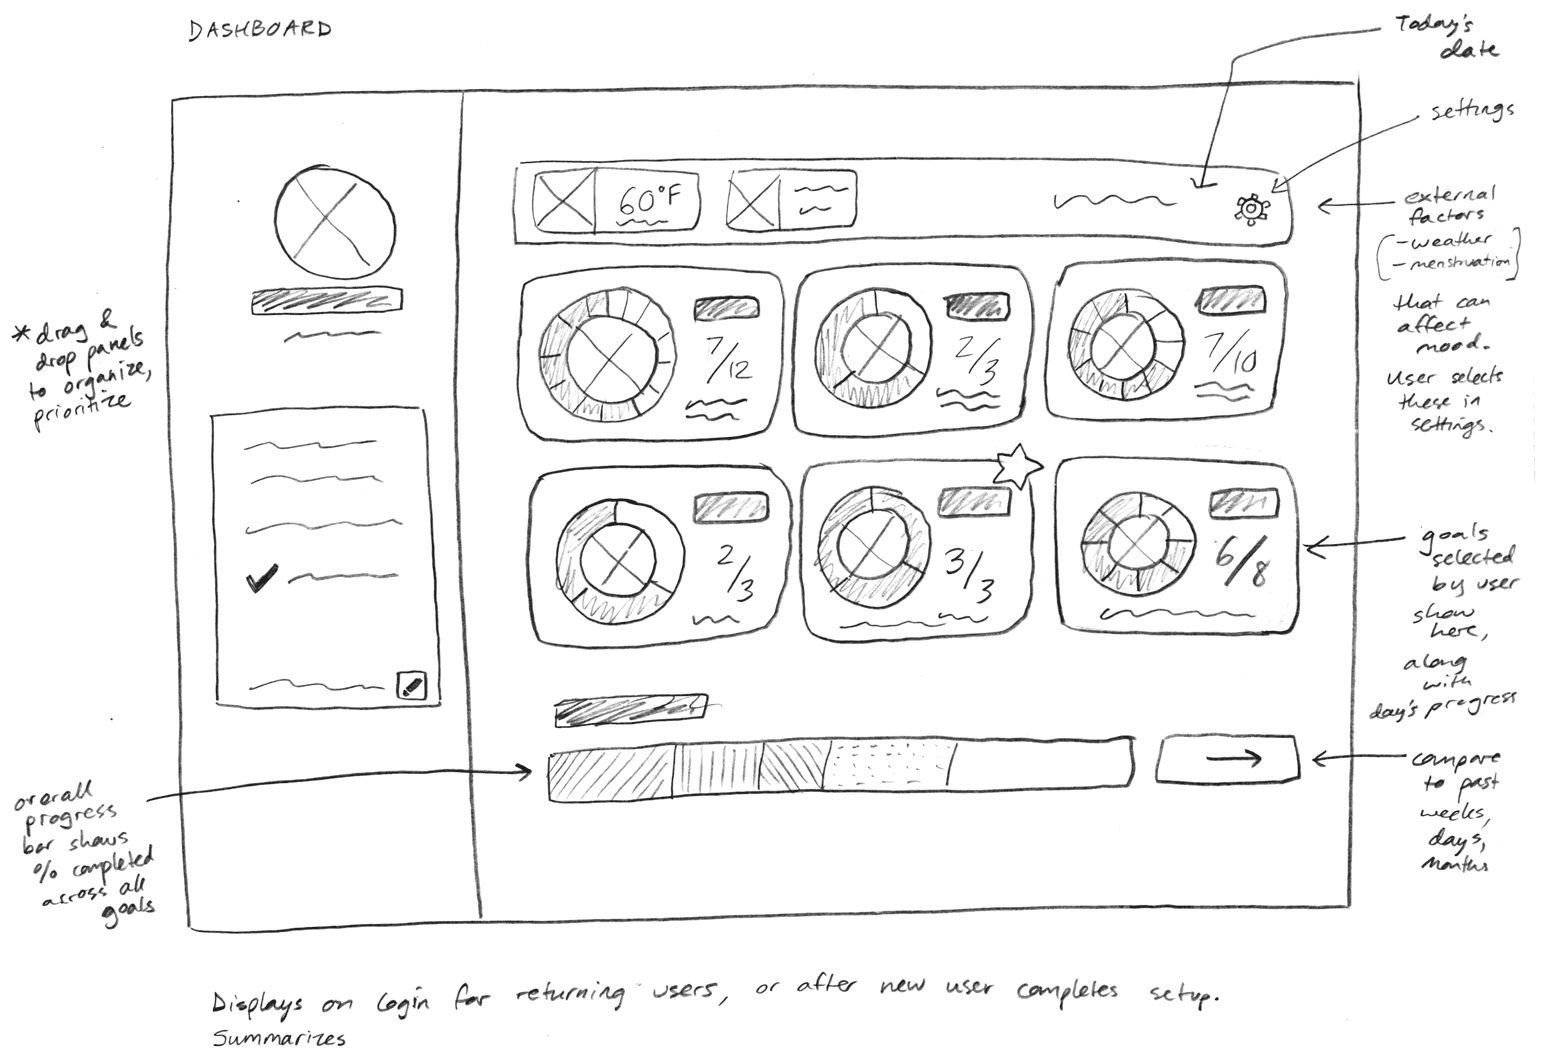 DASHBOARD
Today's
date
settings
60°F
external
factors
- weather
- menstruation
that can
affect
mood.
User selects
these in
settings.
* drag &
drop panels
to organize,
prioritize
7/12
2/3
7/10
2/3
3/3
6/8
goals
selected
by user
show
here,
along
with
day's progress
overall
progress
bar shows
% completed
across all
goals
compare
to past
weeks,
days,
months
Displays on login for returning users, or after new user completes setup.
Summarizes